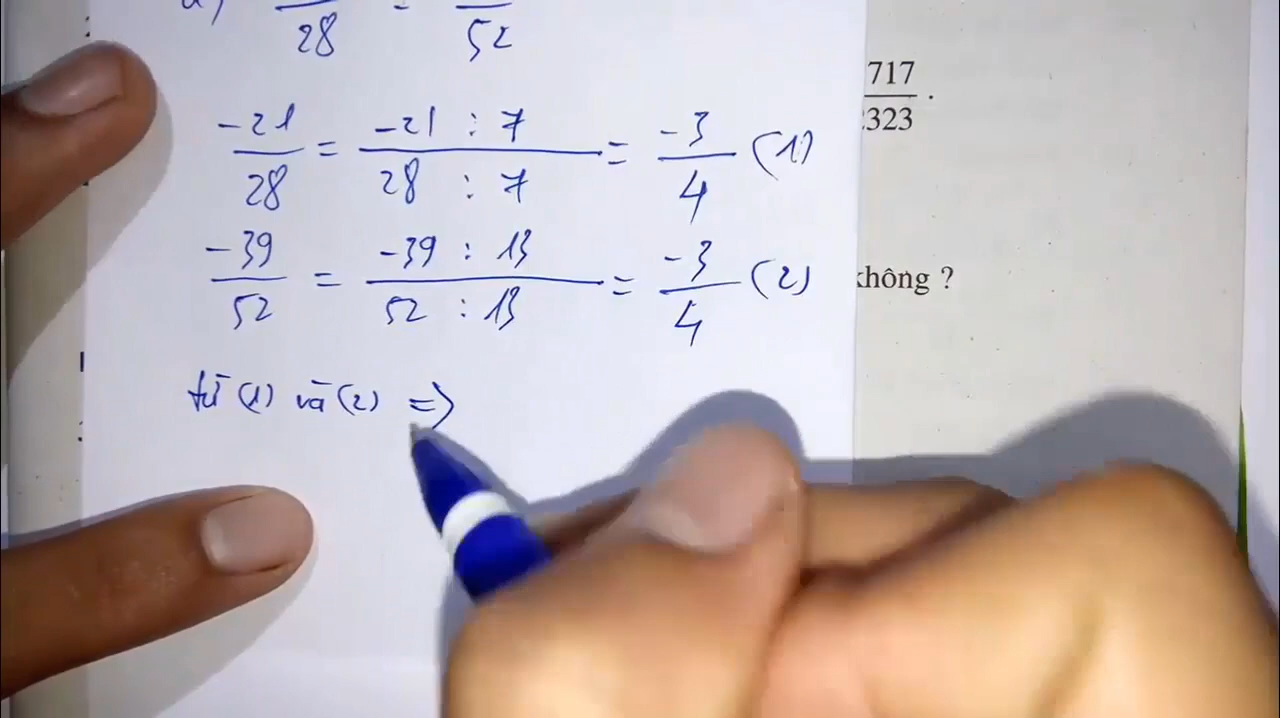 28 = 52
717
2323 .
-21/28 = -21 : 7/28 : 7 = -3/4 (1)
-39/52 = -39 : 13/52 : 13 = -3/4 (2)
không ?
từ (1) và (2) =>